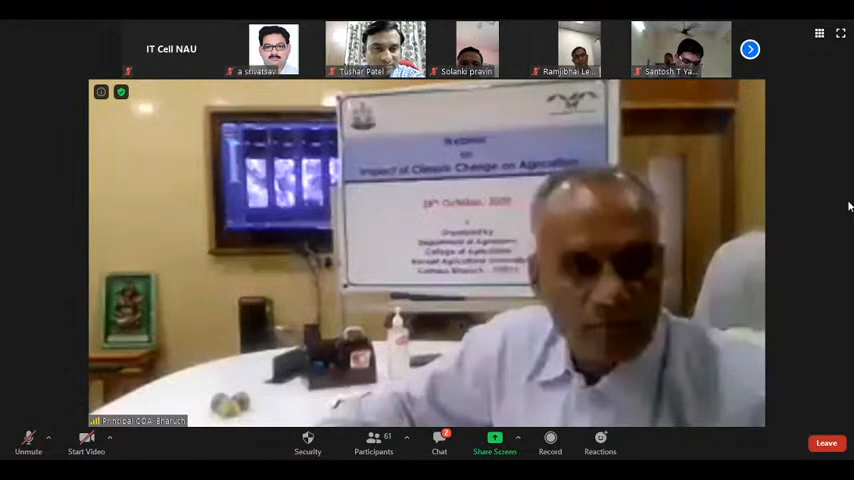 IT Cell NAU
a srivatsav
Tushar Patel
Solanki pravin
Ramjibhai Le...
Santosh T Ya...
Webinar
on
Impact of Climate Change on Agriculture
Organized by
Department of Agronomy
College of Agriculture
Navsari Agricultural University
Campus Bharuch
Principal COA-Bharuch
Unmute
Start Video
Security
Participants
61
Chat
2
Share Screen
Record
Reactions
Leave